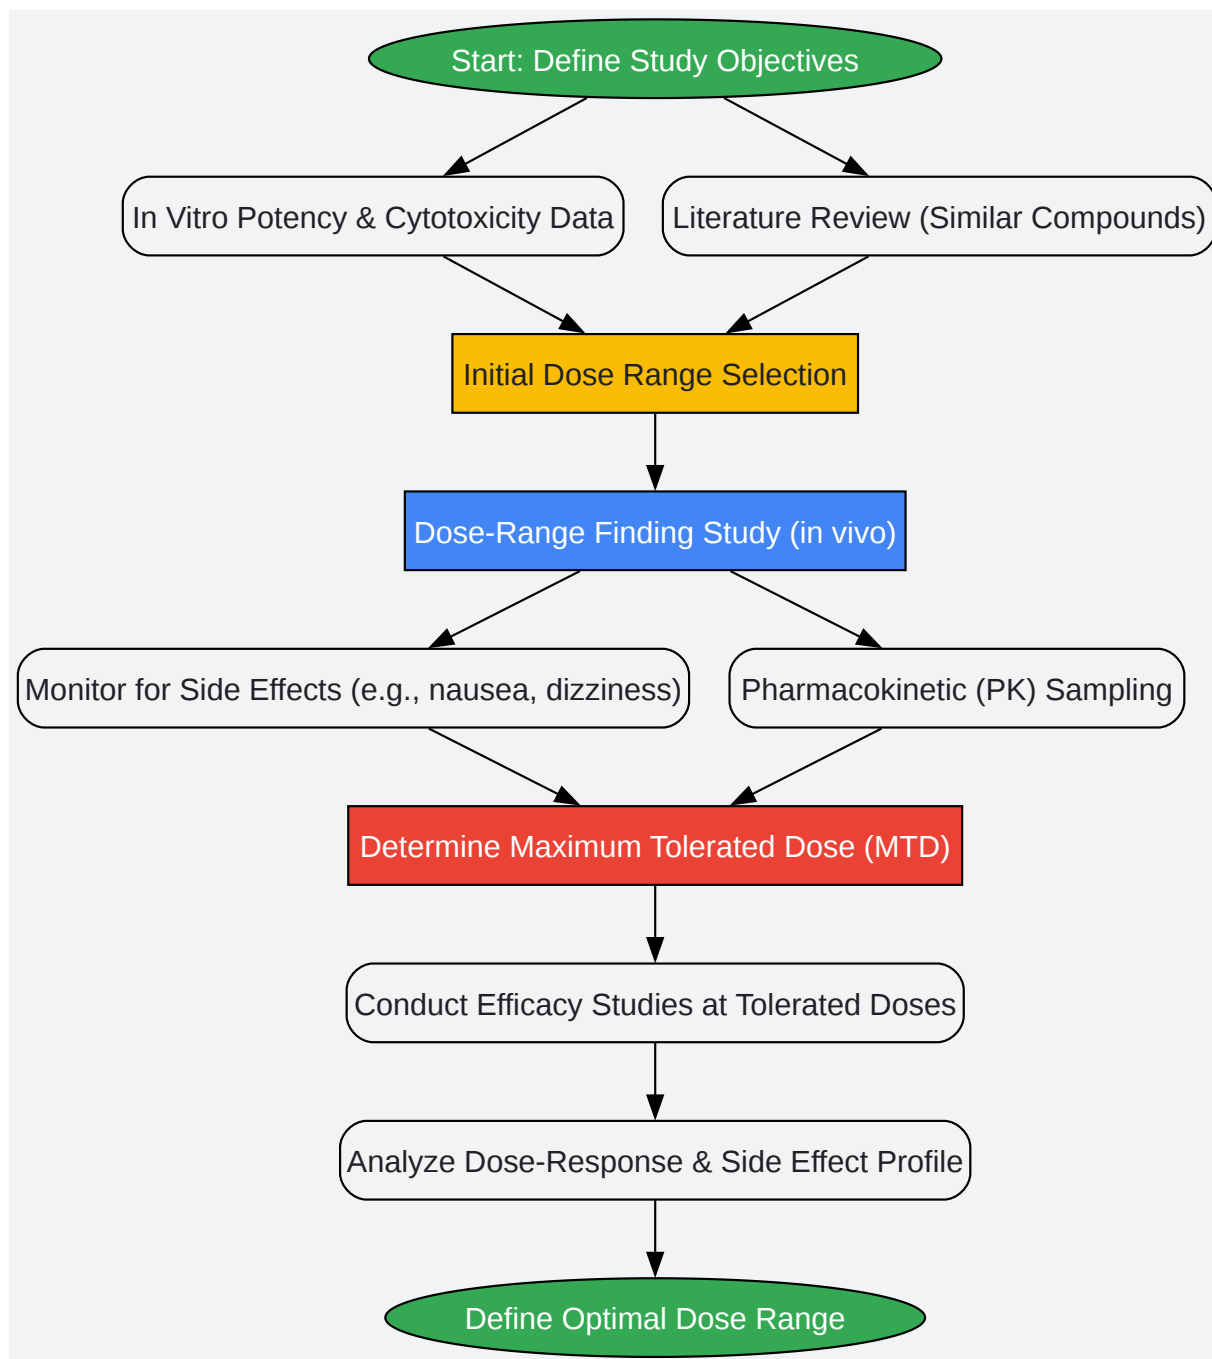 Start: Define Study Objectives
In Vitro Potency & Cytotoxicity Data
Literature Review (Similar Compounds)
Initial Dose Range Selection
Dose-Range Finding Study (in vivo)
Monitor for Side Effects (e.g., nausea, dizziness)
Pharmacokinetic (PK) Sampling
Determine Maximum Tolerated Dose (MTD)
Conduct Efficacy Studies at Tolerated Doses
Analyze Dose-Response & Side Effect Profile
Define Optimal Dose Range